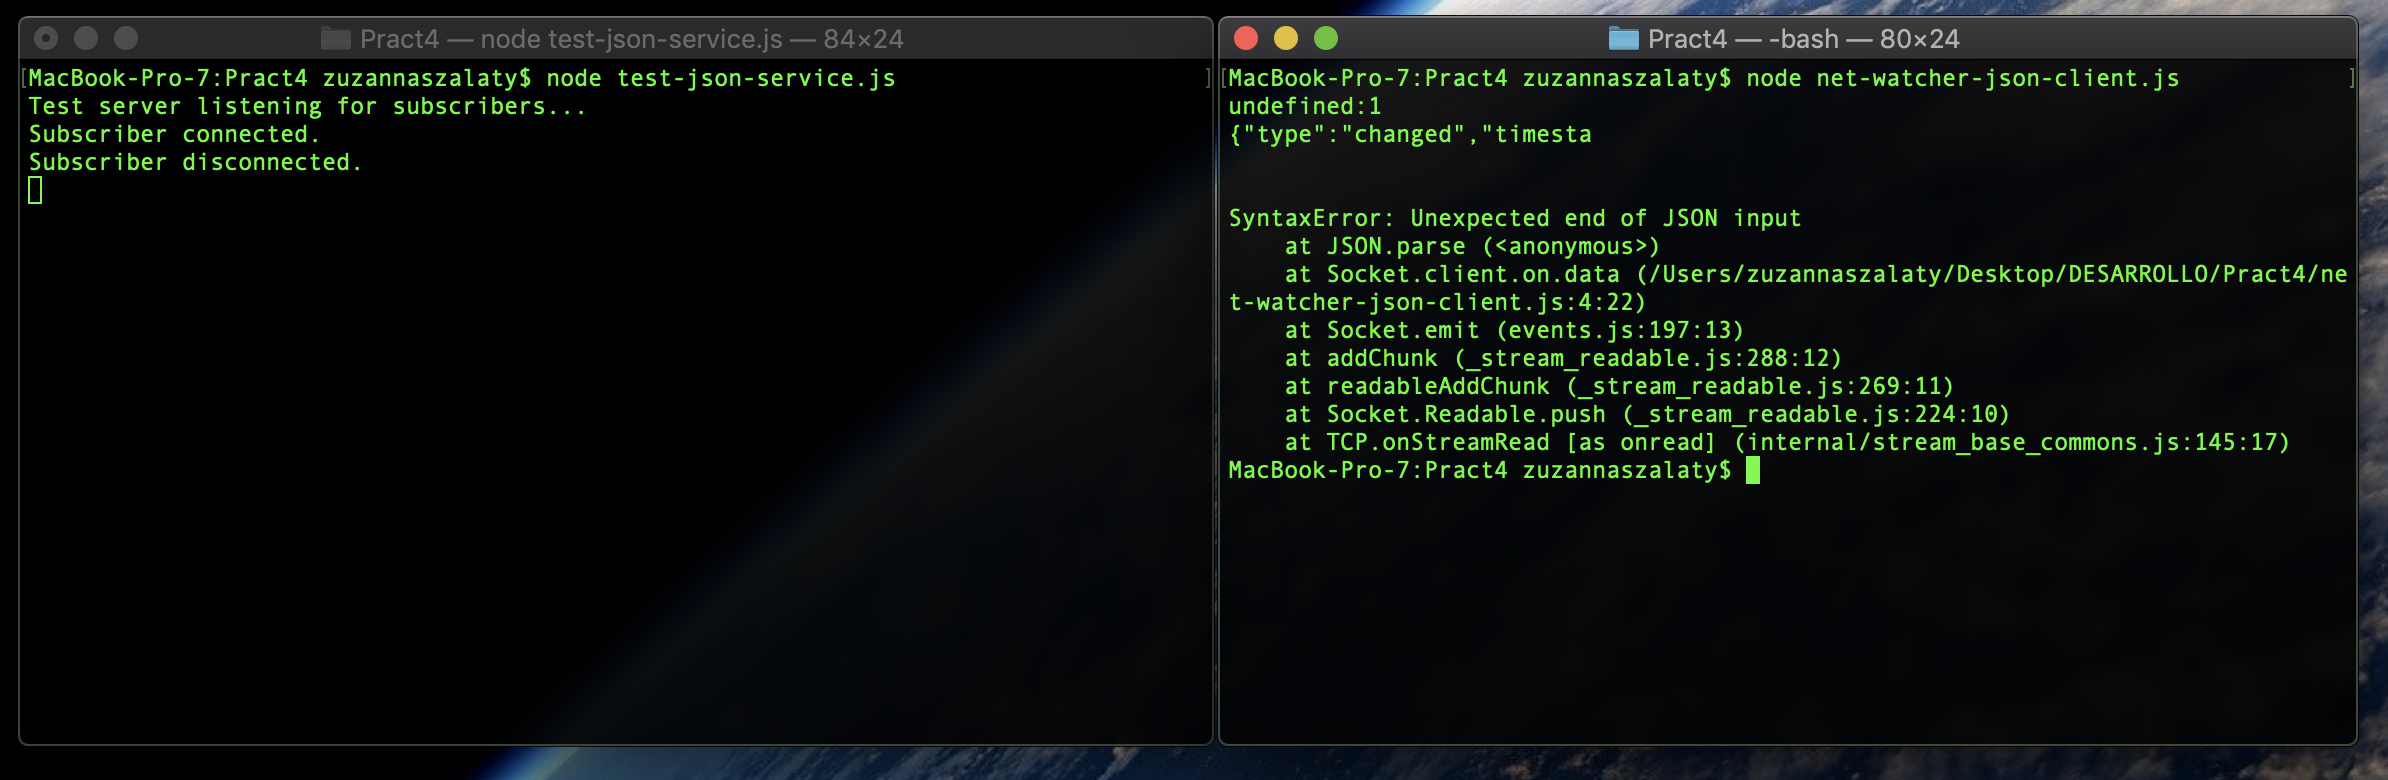 Pract4 — node test-json-service.js — 84×24
[MacBook-Pro-7:Pract4 zuzannaszalaty$ node test-json-service.js ]
Test server listening for subscribers...
Subscriber connected.
Subscriber disconnected.
Pract4 — -bash — 80×24
[MacBook-Pro-7:Pract4 zuzannaszalaty$ node net-watcher-json-client.js ]
undefined:1
{"type":"changed","timesta
SyntaxError: Unexpected end of JSON input
    at JSON.parse (<anonymous>)
    at Socket.client.on.data (/Users/zuzannaszalaty/Desktop/DESARROLLO/Pract4/ne
t-watcher-json-client.js:4:22)
    at Socket.emit (events.js:197:13)
    at addChunk (_stream_readable.js:288:12)
    at readableAddChunk (_stream_readable.js:269:11)
    at Socket.Readable.push (_stream_readable.js:224:10)
    at TCP.onStreamRead [as onread] (internal/stream_base_commons.js:145:17)
MacBook-Pro-7:Pract4 zuzannaszalaty$